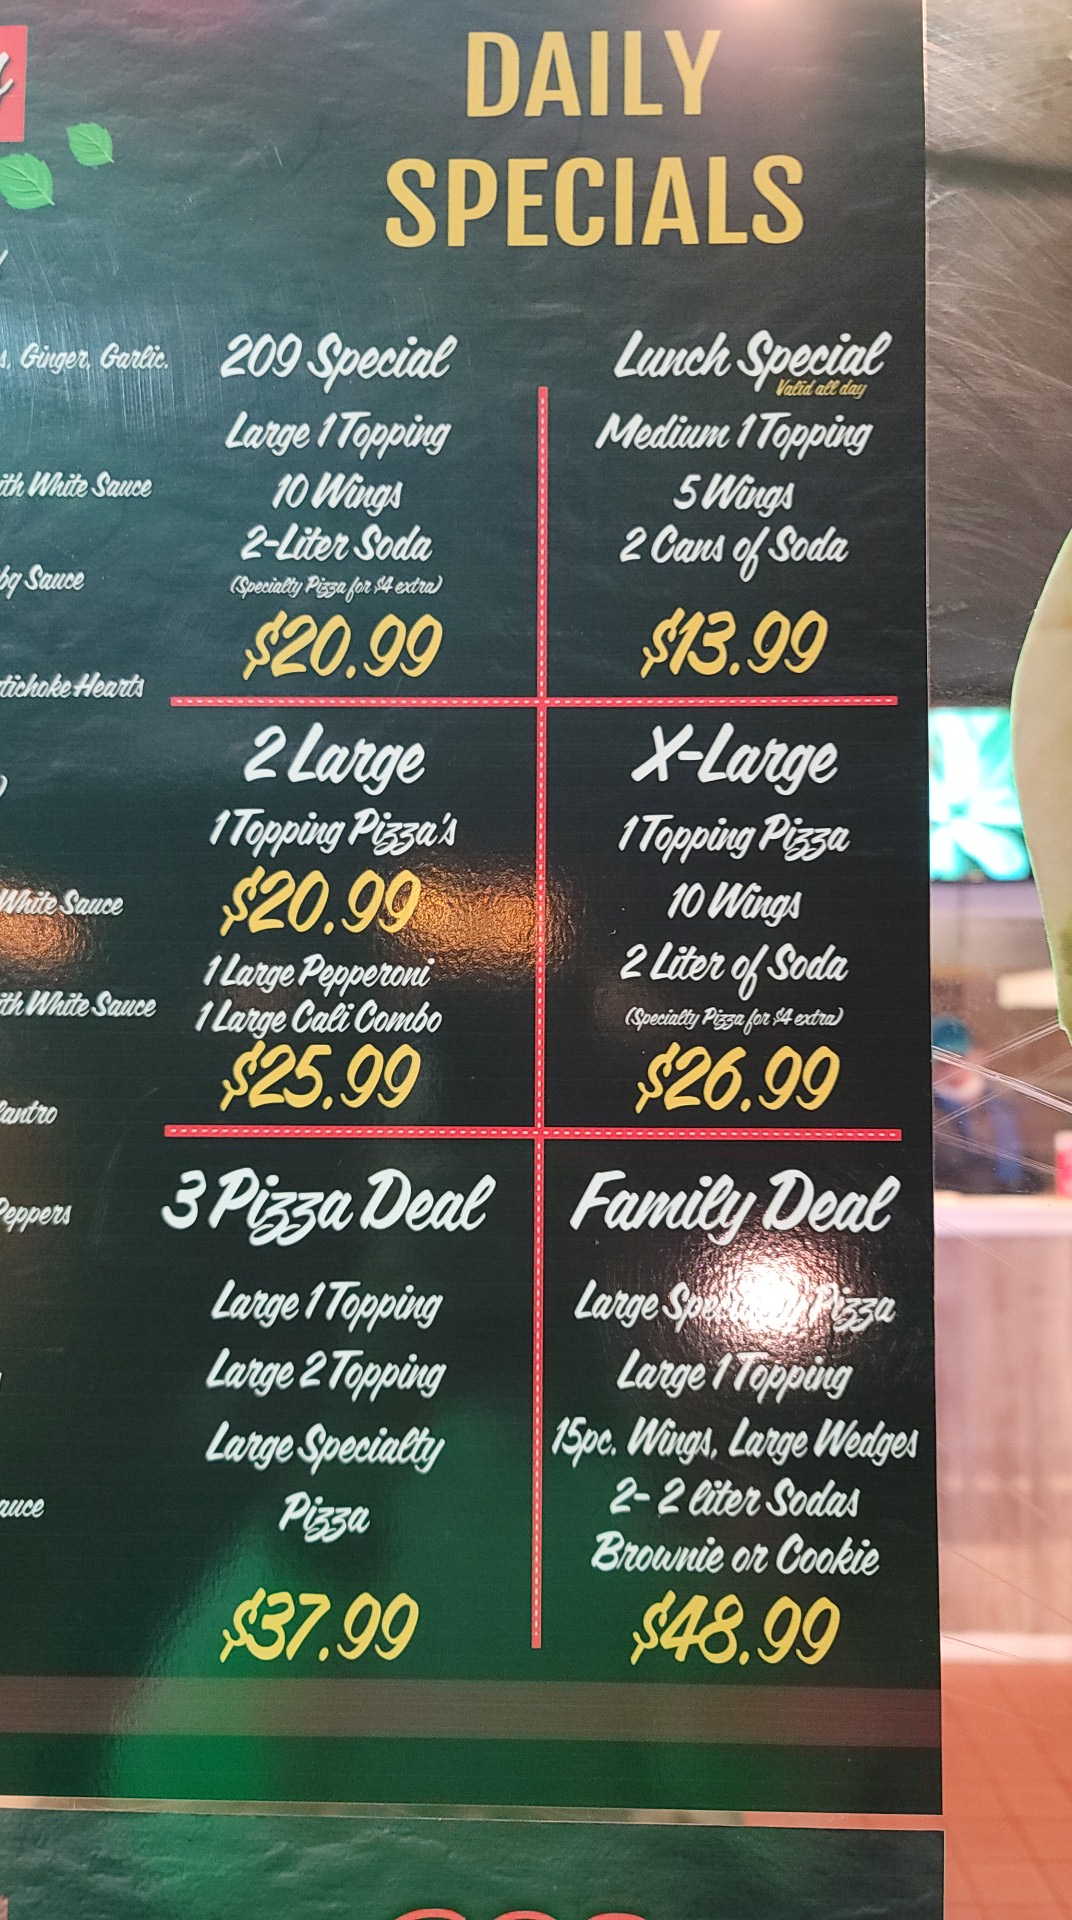 DAILY
SPECIALS
s, Ginger, Garlic.
ith White Sauce
bq Sauce
tichoke Hearts
White Sauce
ith White Sauce
lantro
Peppers
auce
209 Special
Large 1 Topping
10 Wings
2-Liter Soda
(Specialty Pizza for $4 extra)
$20.99
Lunch Special
Valid all day
Medium 1 Topping
5 Wings
2 Cans of Soda
$13.99
2 Large
1 Topping Pizza's
$20.99
1 Large Pepperoni
1 Large Cali Combo
$25.99
X-Large
1 Topping Pizza
10 Wings
2 Liter of Soda
(Specialty Pizza for $4 extra)
$26.99
3 Pizza Deal
Large 1 Topping
Large 2 Topping
Large Specialty
Pizza
$37.99
Family Deal
Large Specialty Pizza
Large 1 Topping
15pc. Wings, Large Wedges
2- 2 liter Sodas
Brownie or Cookie
$48.99